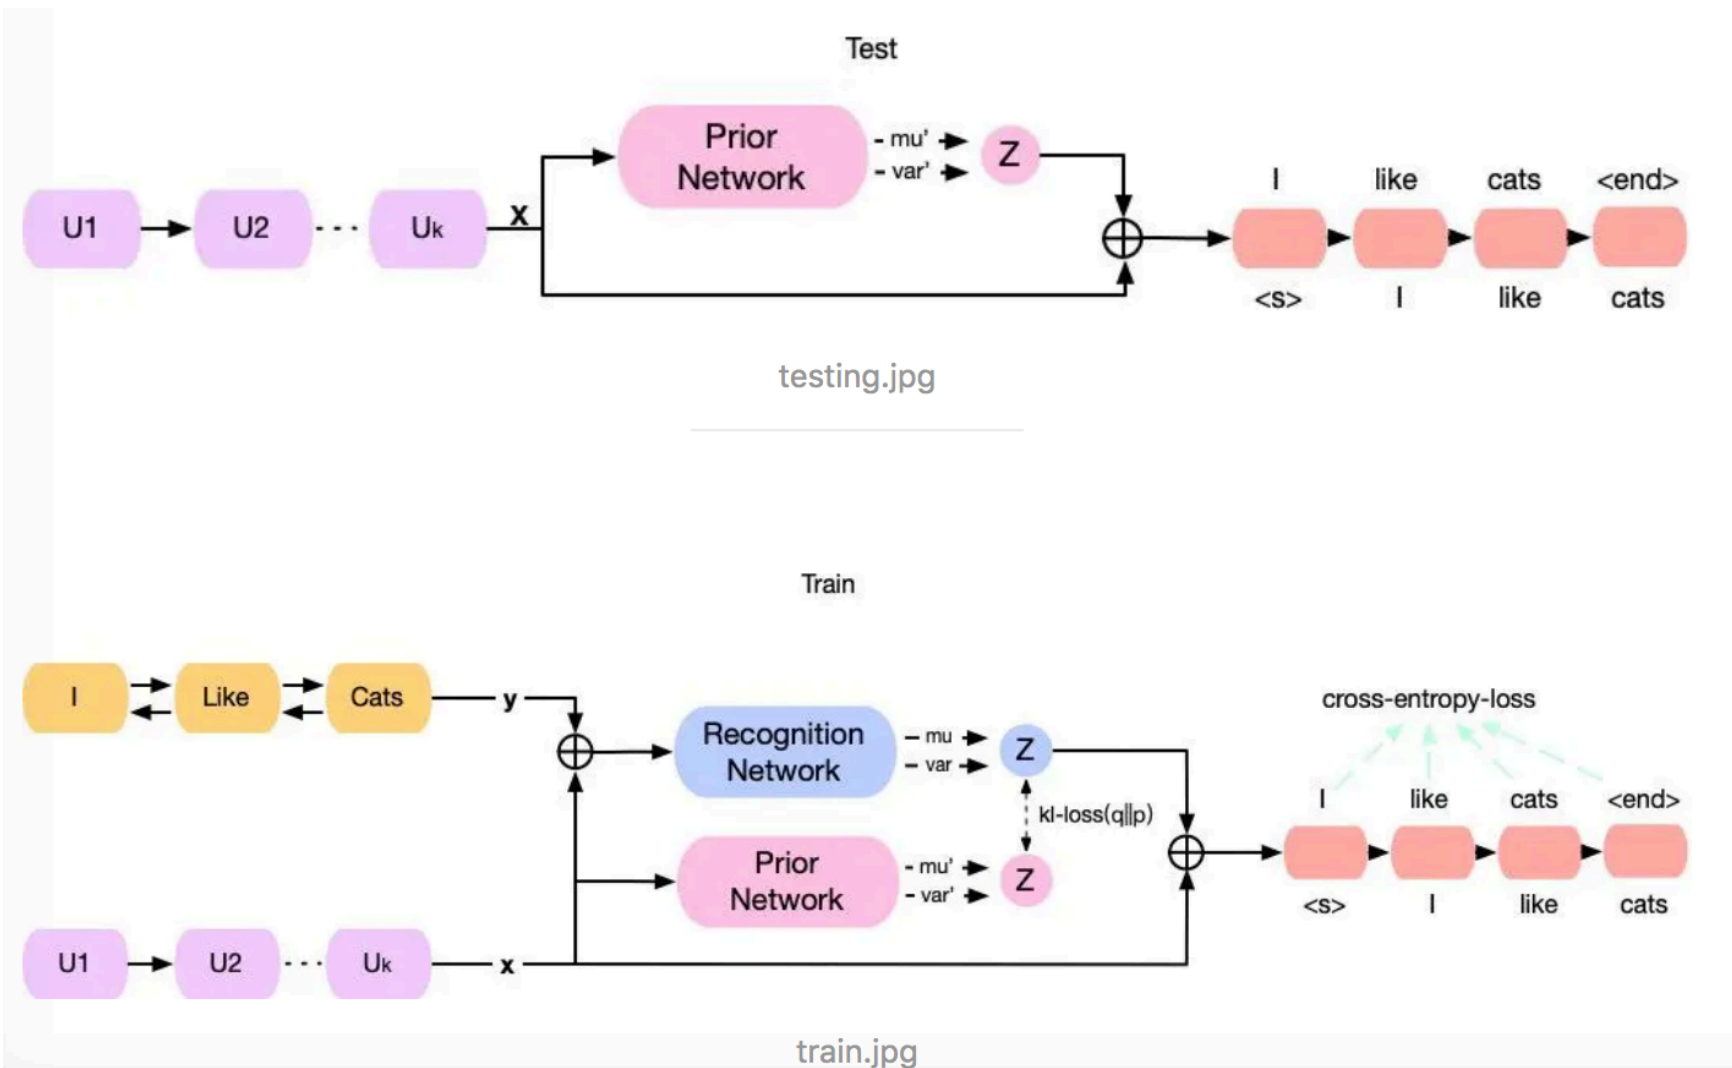 Test
Prior
Network
- mu'
- var'
Z
U1
U2
Uk
X
I like cats <end>
<s> I like cats
testing.jpg
Train
I
Like
Cats
y
Recognition
Network
mu
var
Z
kl-loss(q||p)
Prior
Network
- mu'
- var'
Z
U1
U2
Uk
x
cross-entropy-loss
I like cats <end>
<s> I like cats
train.jpg